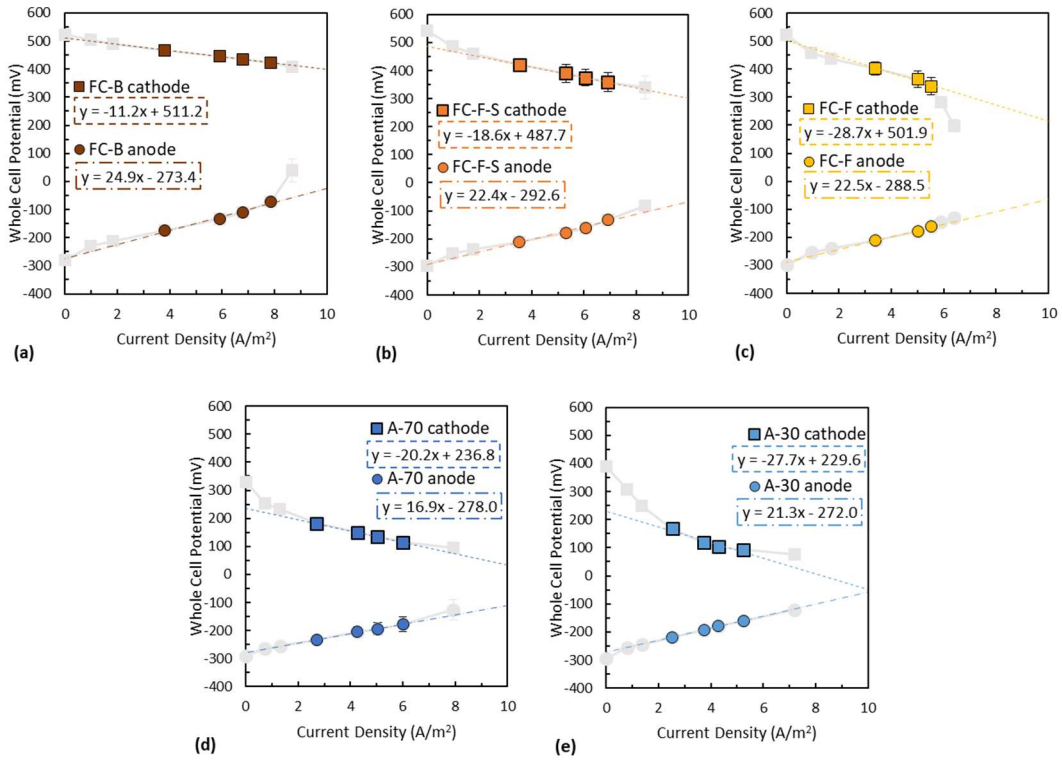 600
500
400
300
200
100
0
-100
-200
-300
-400
Whole Cell Potential (mV)
FC-B cathode
y = -11.2x + 511.2
FC-B anode
y = 24.9x - 273.4
0 2 4 6 8 10
Current Density (A/m²)
(a)
600
500
400
300
200
100
0
-100
-200
-300
-400
Whole Cell Potential (mV)
FC-F-S cathode
y = -18.6x + 487.7
FC-F-S anode
y = 22.4x - 292.6
0 2 4 6 8 10
Current Density (A/m²)
(b)
600
500
400
300
200
100
0
-100
-200
-300
-400
Whole Cell Potential (mV)
FC-F cathode
y = -28.7x + 501.9
FC-F anode
y = 22.5x - 288.5
0 2 4 6 8 10
Current Density (A/m²)
(c)
600
500
400
300
200
100
0
-100
-200
-300
-400
Whole Cell Potential (mV)
A-70 cathode
y = -20.2x + 236.8
A-70 anode
y = 16.9x - 278.0
0 2 4 6 8 10
Current Density (A/m²)
(d)
600
500
400
300
200
100
0
-100
-200
-300
-400
Whole Cell Potential (mV)
A-30 cathode
y = -27.7x + 229.6
A-30 anode
y = 21.3x - 272.0
0 2 4 6 8 10
Current Density (A/m²)
(e)